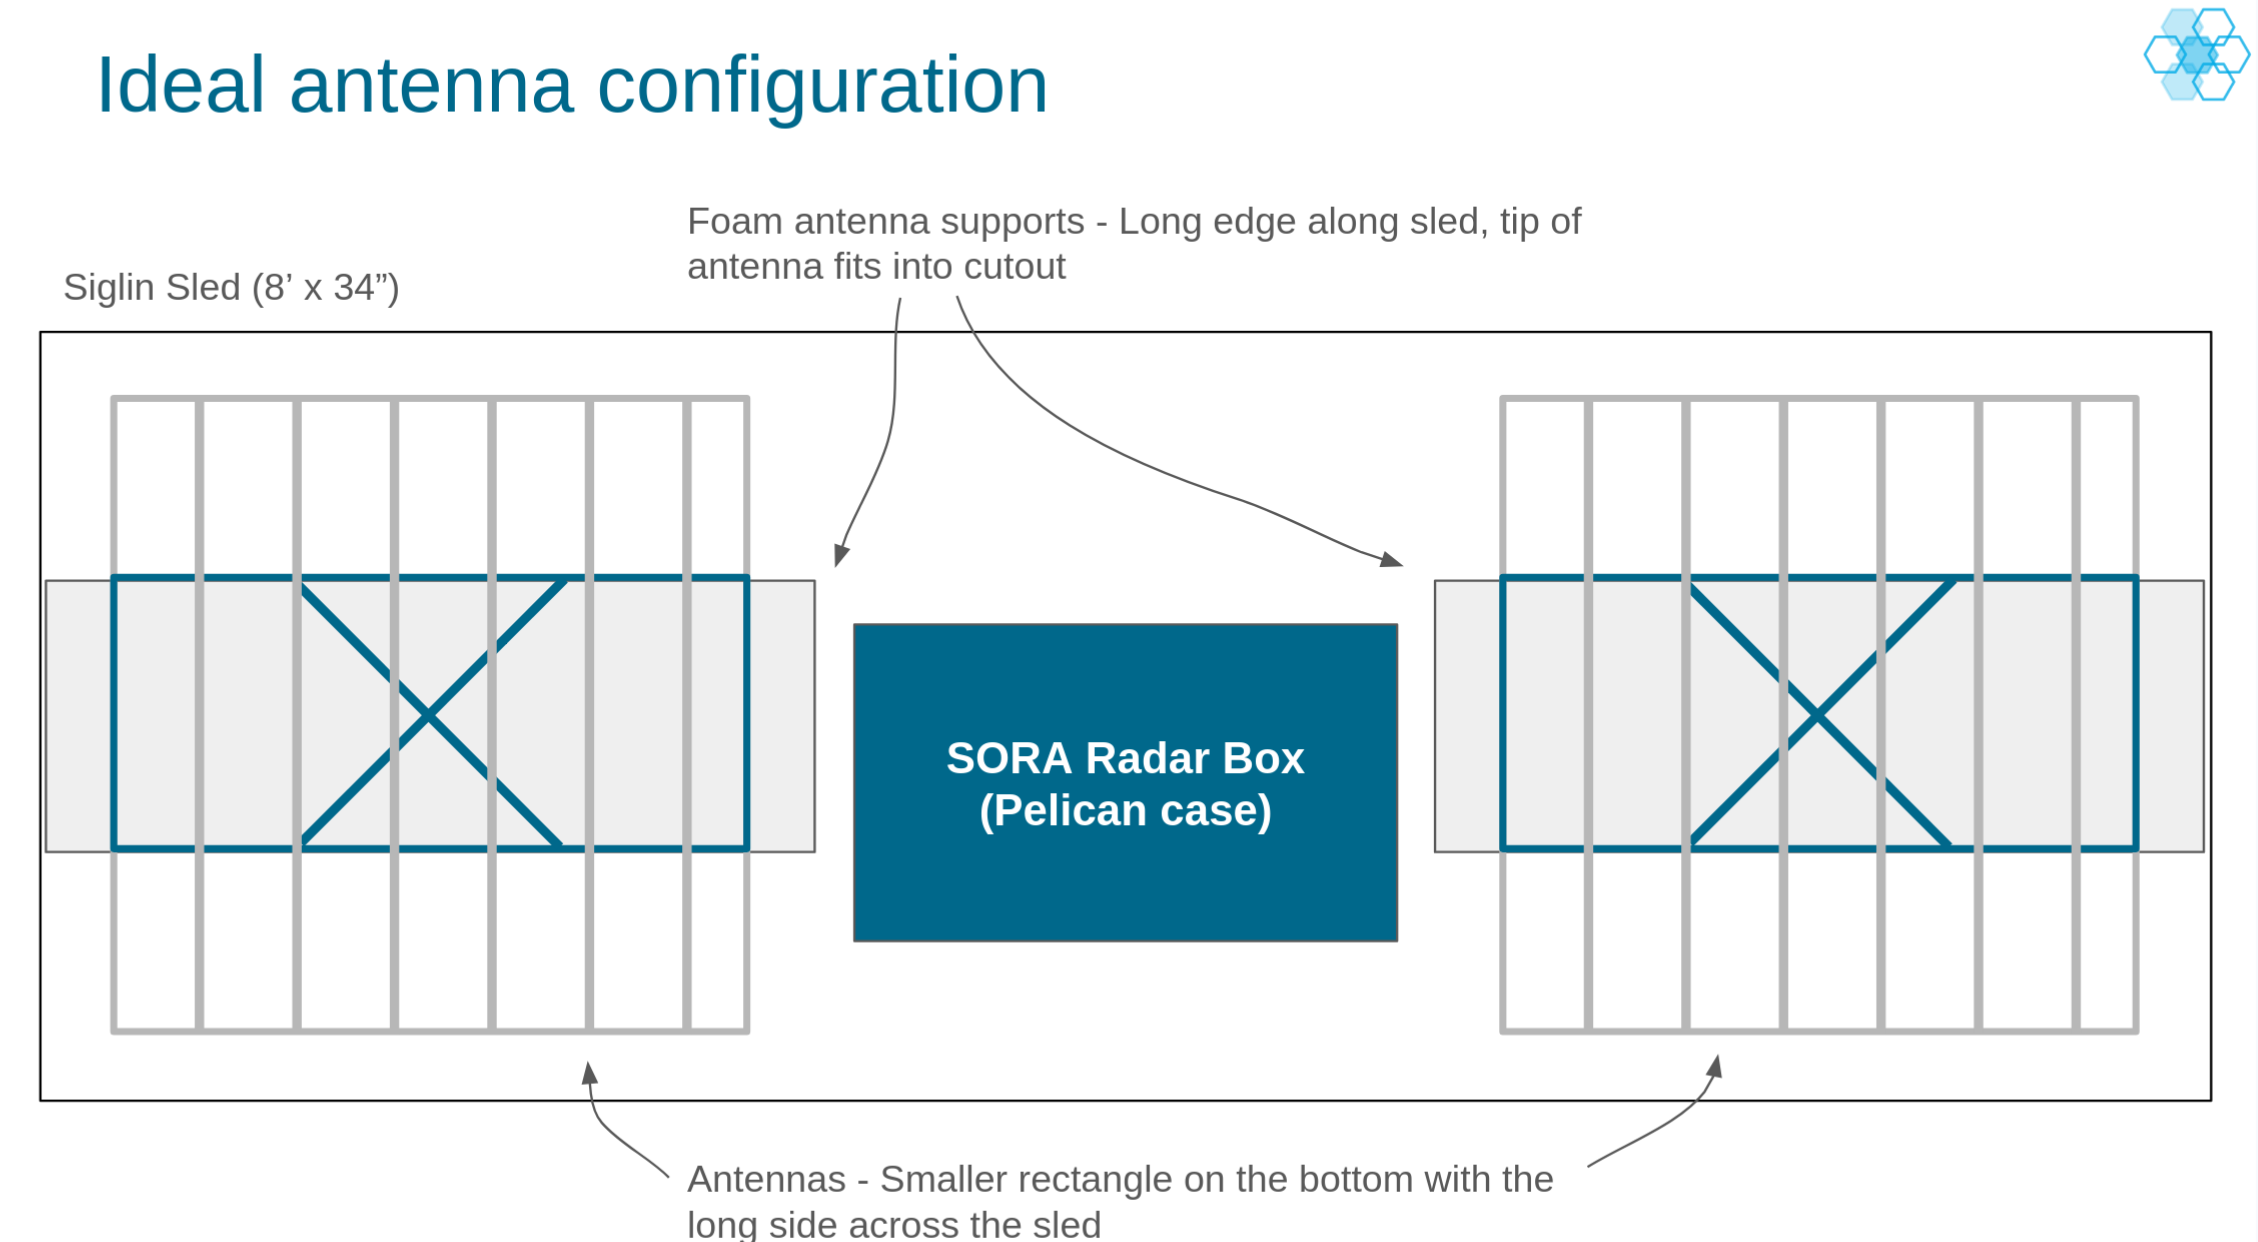 Ideal antenna configuration
Foam antenna supports - Long edge along sled, tip of
antenna fits into cutout
Siglin Sled (8’ x 34”)
SORA Radar Box
(Pelican case)
Antennas - Smaller rectangle on the bottom with the
long side across the sled